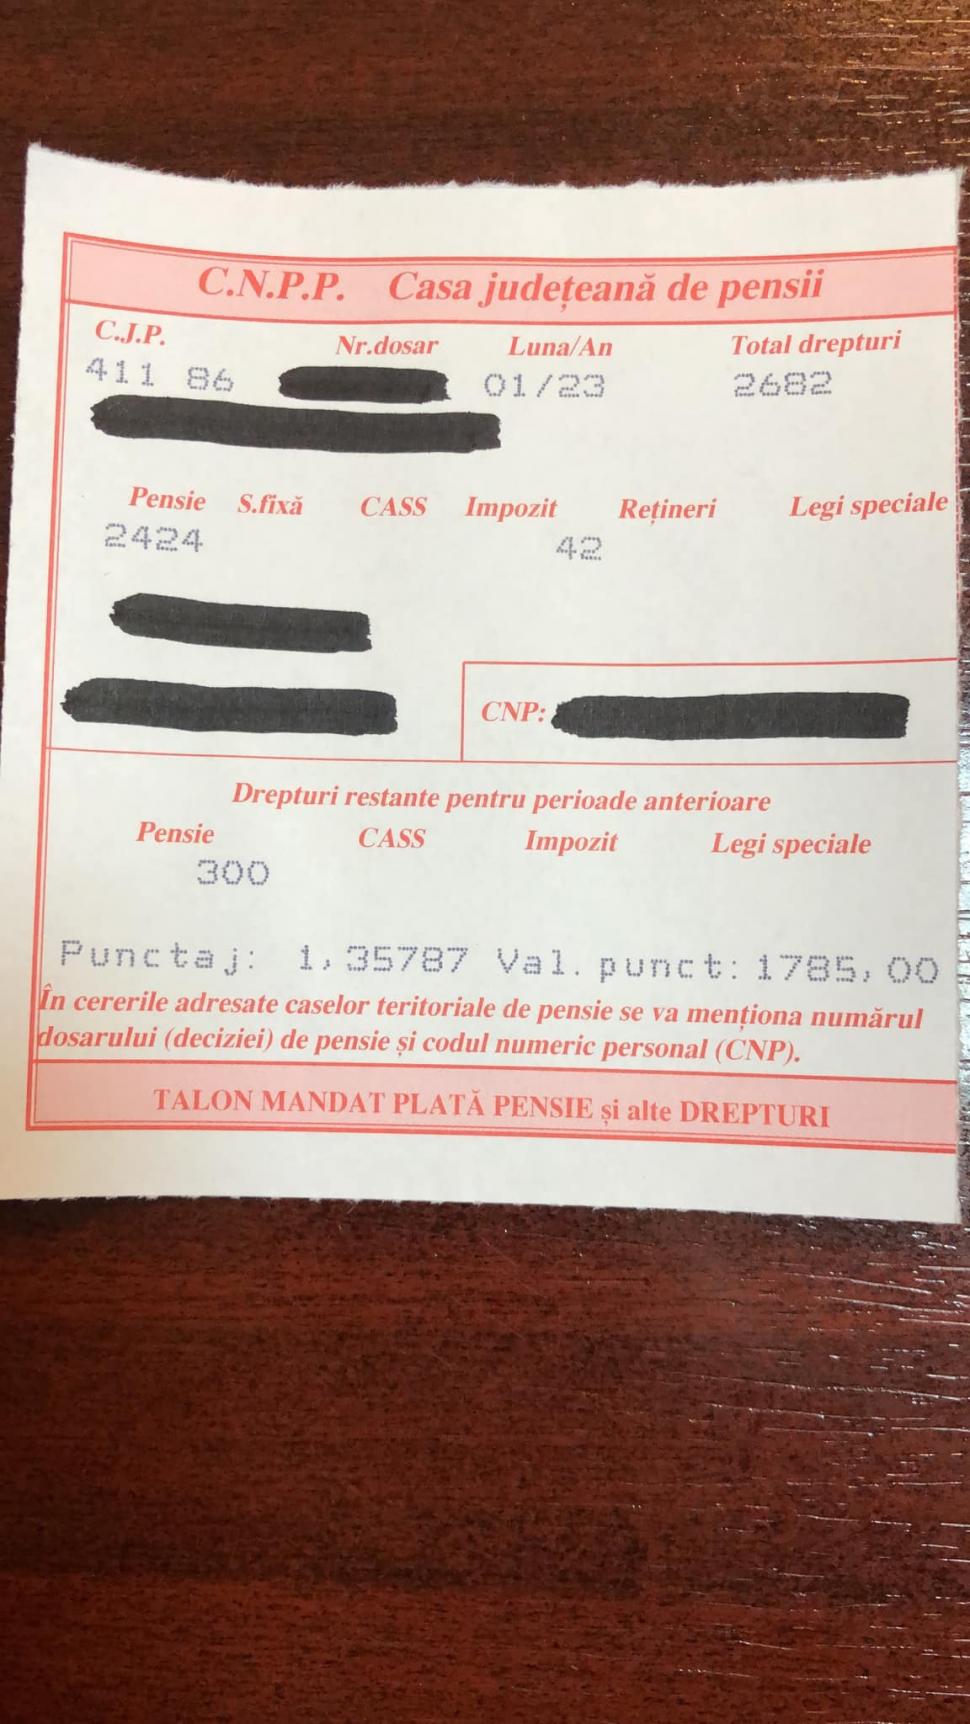 C.N.P.P. Casa județeană de pensii
C.J.P. Nr.dosar Luna/An Total drepturi
411 86 01/23 2682
Pensie S.fixă CASS Impozit Rețineri Legi speciale
2424 42
CNP:
Drepturi restante pentru perioade anterioare
Pensie CASS Impozit Legi speciale
300
Punctaj: 1,35787 Val. punct: 1785,00
În cererile adresate caselor teritoriale de pensie se va menționa numărul
dosarului (deciziei) de pensie și codul numeric personal (CNP).
TALON MANDAT PLATĂ PENSIE și alte DREPTURI